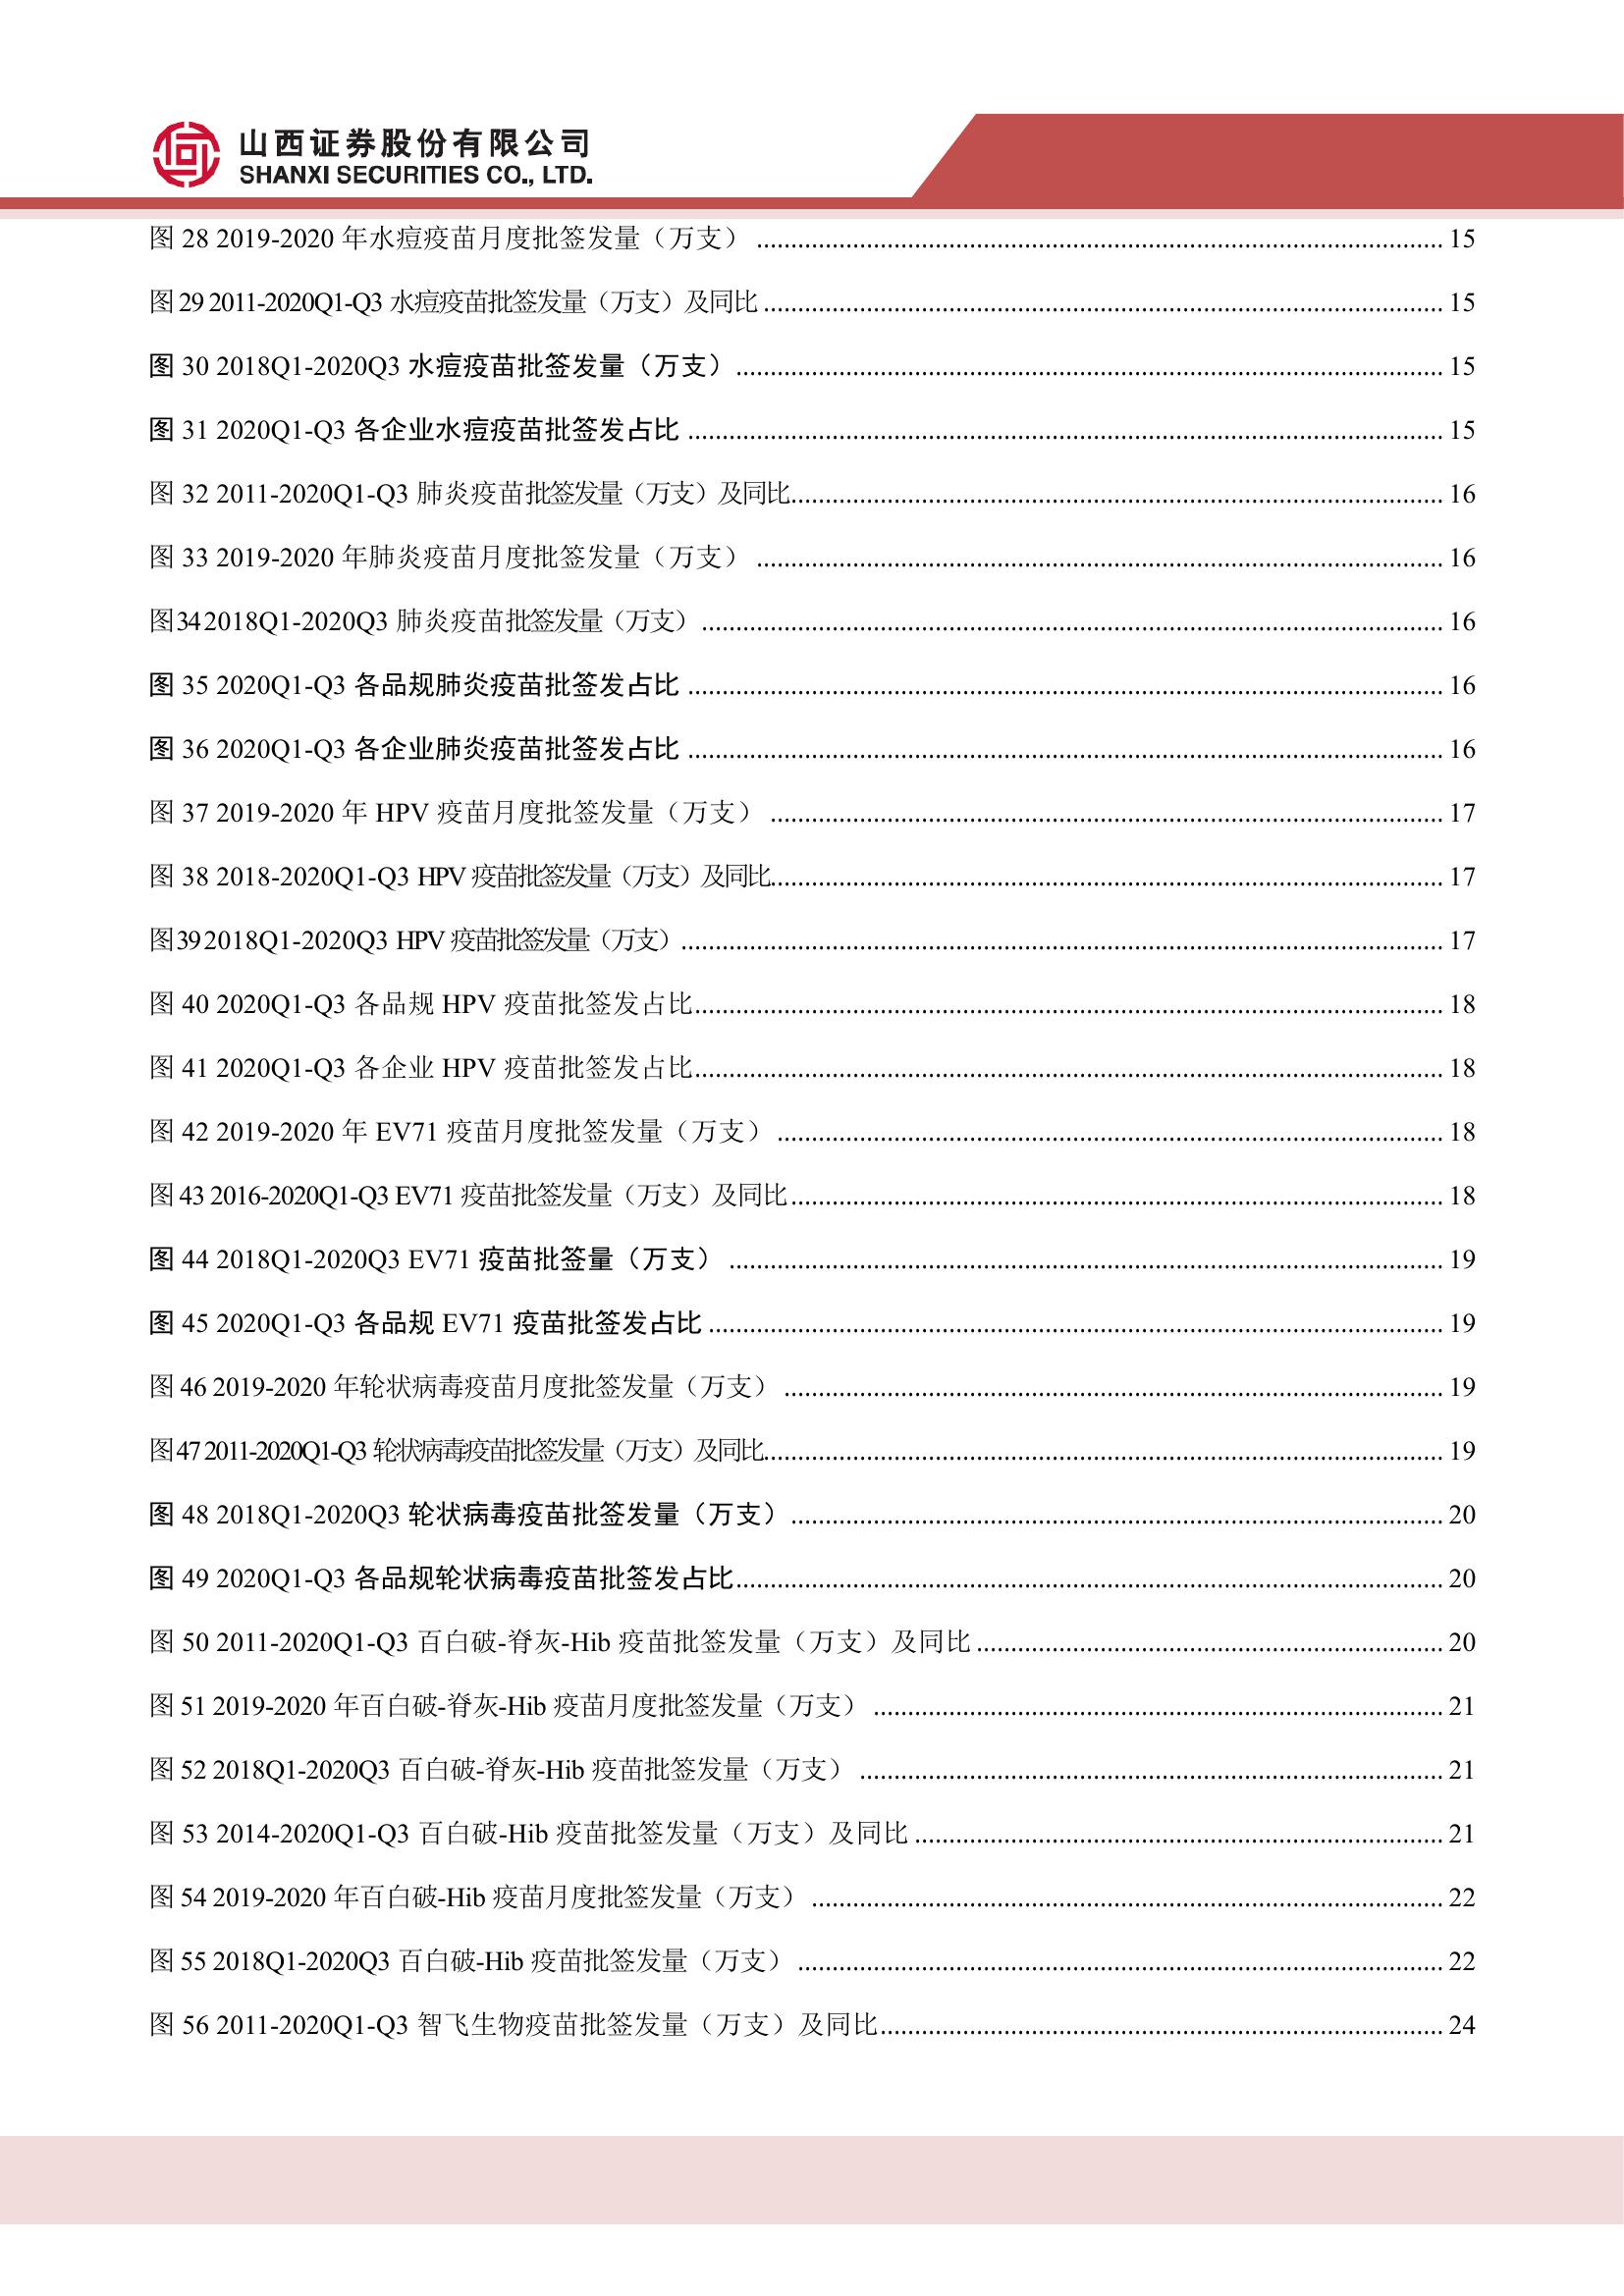 山西证券股份有限公司
SHANXI SECURITIES CO., LTD.
图 28 2019-2020 年水痘疫苗月度批签发量（万支） ........ 15
图 29 2011-2020Q1-Q3 水痘疫苗批签发量（万支）及同比 ........ 15
图 30 2018Q1-2020Q3 水痘疫苗批签发量（万支） ........ 15
图 31 2020Q1-Q3 各企业水痘疫苗批签发占比 ........ 15
图 32 2011-2020Q1-Q3 肺炎疫苗批签发量（万支）及同比 ........ 16
图 33 2019-2020 年肺炎疫苗月度批签发量（万支） ........ 16
图 34 2018Q1-2020Q3 肺炎疫苗批签发量（万支） ........ 16
图 35 2020Q1-Q3 各品规肺炎疫苗批签发占比 ........ 16
图 36 2020Q1-Q3 各企业肺炎疫苗批签发占比 ........ 16
图 37 2019-2020 年 HPV 疫苗月度批签发量（万支） ........ 17
图 38 2018-2020Q1-Q3 HPV 疫苗批签发量（万支）及同比 ........ 17
图 39 2018Q1-2020Q3 HPV 疫苗批签发量（万支） ........ 17
图 40 2020Q1-Q3 各品规 HPV 疫苗批签发占比 ........ 18
图 41 2020Q1-Q3 各企业 HPV 疫苗批签发占比 ........ 18
图 42 2019-2020 年 EV71 疫苗月度批签发量（万支） ........ 18
图 43 2016-2020Q1-Q3 EV71 疫苗批签发量（万支）及同比 ........ 18
图 44 2018Q1-2020Q3 EV71 疫苗批签量（万支） ........ 19
图 45 2020Q1-Q3 各品规 EV71 疫苗批签发占比 ........ 19
图 46 2019-2020 年轮状病毒疫苗月度批签发量（万支） ........ 19
图 47 2011-2020Q1-Q3 轮状病毒疫苗批签发量（万支）及同比 ........ 19
图 48 2018Q1-2020Q3 轮状病毒疫苗批签发量（万支） ........ 20
图 49 2020Q1-Q3 各品规轮状病毒疫苗批签发占比 ........ 20
图 50 2011-2020Q1-Q3 百白破-脊灰-Hib 疫苗批签发量（万支）及同比 ........ 20
图 51 2019-2020 年百白破-脊灰-Hib 疫苗月度批签发量（万支） ........ 21
图 52 2018Q1-2020Q3 百白破-脊灰-Hib 疫苗批签发量（万支） ........ 21
图 53 2014-2020Q1-Q3 百白破-Hib 疫苗批签发量（万支）及同比 ........ 21
图 54 2019-2020 年百白破-Hib 疫苗月度批签发量（万支） ........ 22
图 55 2018Q1-2020Q3 百白破-Hib 疫苗批签发量（万支） ........ 22
图 56 2011-2020Q1-Q3 智飞生物疫苗批签发量（万支）及同比 ........ 24